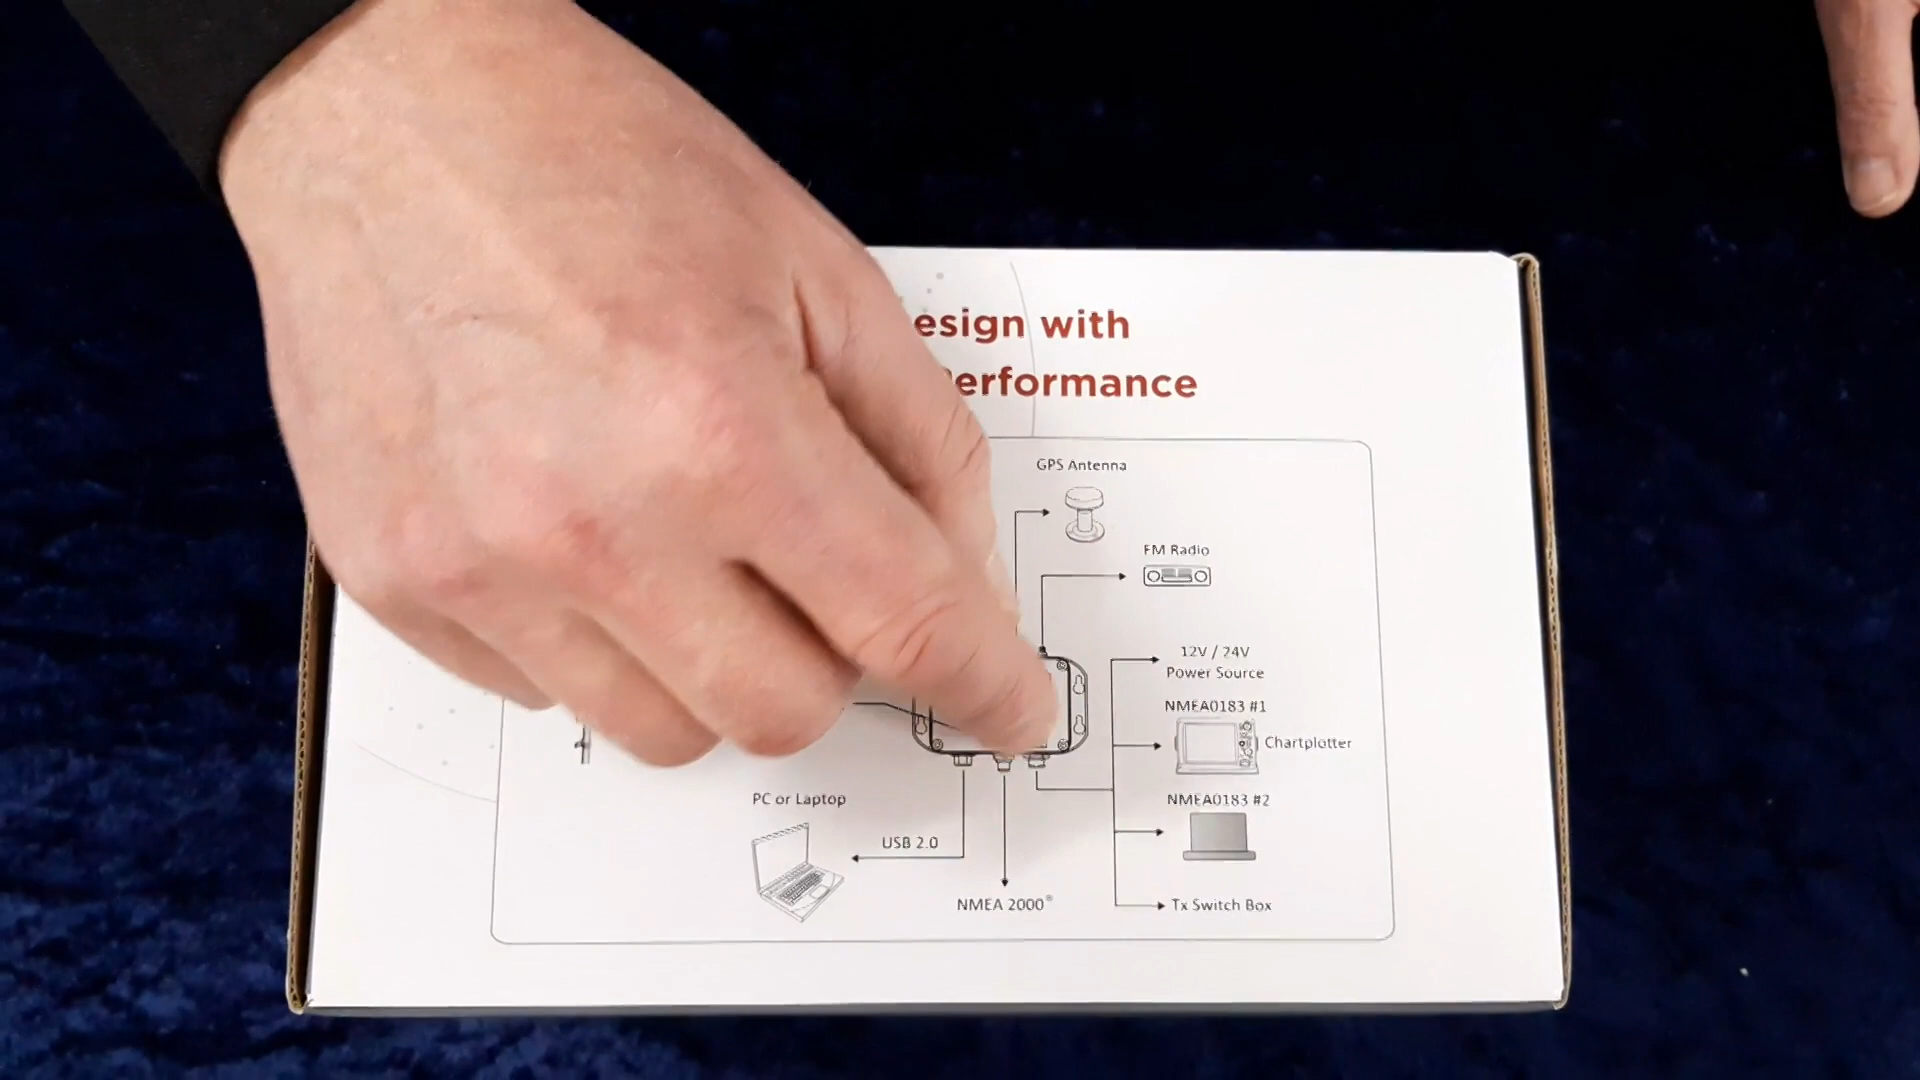 esign with
erformance
GPS Antenna
FM Radio
12V / 24V
Power Source
NMEA0183 #1
Chartplotter
PC or Laptop
NMEA0183 #2
USB 2.0
NMEA 2000®
Tx Switch Box